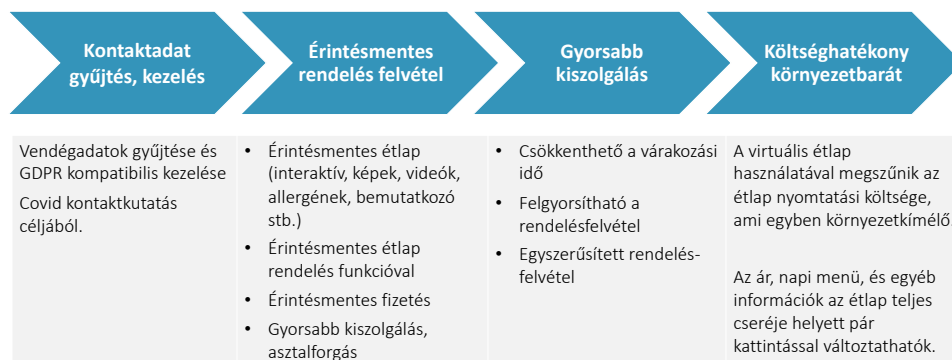 Kontaktadat
gyűjtés, kezelés
Érintésmentes
rendelés felvétel
Gyorsabb
kiszolgálás
Költséghatékony
környezetbarát
Vendégadatok gyűjtése és
GDPR kompatibilis kezelése
Covid kontaktkutatás
céljából.
• Érintésmentes étlap
(interaktív, képek, videók,
allergének, bemutatkozó
stb.)
• Érintésmentes étlap
rendelés funkcióval
• Érintésmentes fizetés
• Gyorsabb kiszolgálás,
asztalforgás
• Csökkenthető a várakozási
idő
• Felgyorsítható a
rendelésfelvétel
• Egyszerűsített rendelés-
felvétel
A virtuális étlap
használatával megszűnik az
étlap nyomtatási költsége,
ami egyben környezetkímélő.
Az ár, napi menü, és egyéb
információk az étlap teljes
cseréje helyett pár
kattintással változtathatók.